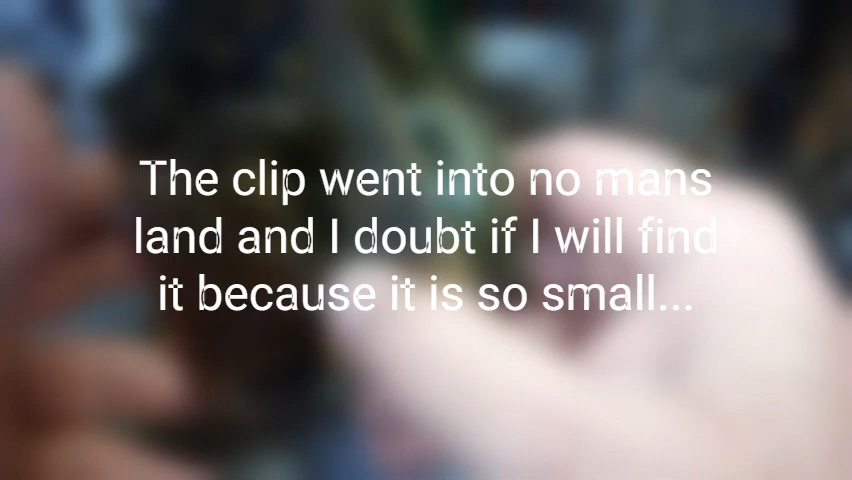 The clip went into no mans
land and I doubt if I will find
it because it is so small...